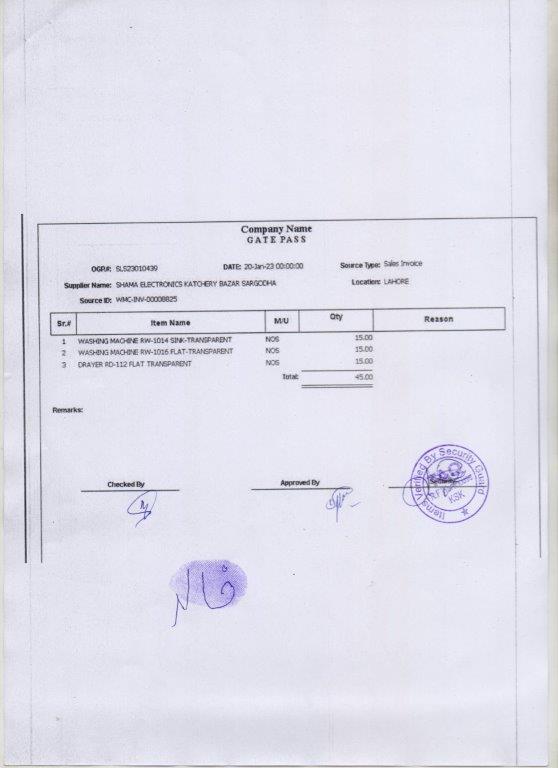 Company Name
GATE PASS
OGP.#: SLS23010439 DATE: 20-Jan-23 00:00:00 Source Type: Sales Invoice
Supplier Name: SHAMA ELECTRONICS KATCHERY BAZAR SARGODHA Location: LAHORE
Source ID: WMC-INV-00008825
Sr.# Item Name M/U Qty Reason
1 WASHING MACHINE RW-1014 SINK-TRANSPARENT NOS 15.00
2 WASHING MACHINE RW-1016 FLAT-TRANSPARENT NOS 15.00
3 DRAYER RD-112 FLAT TRANSPARENT NOS 15.00
Total: 45.00
Remarks:
Checked By Approved By
Items Verified By Security Guard
KSK